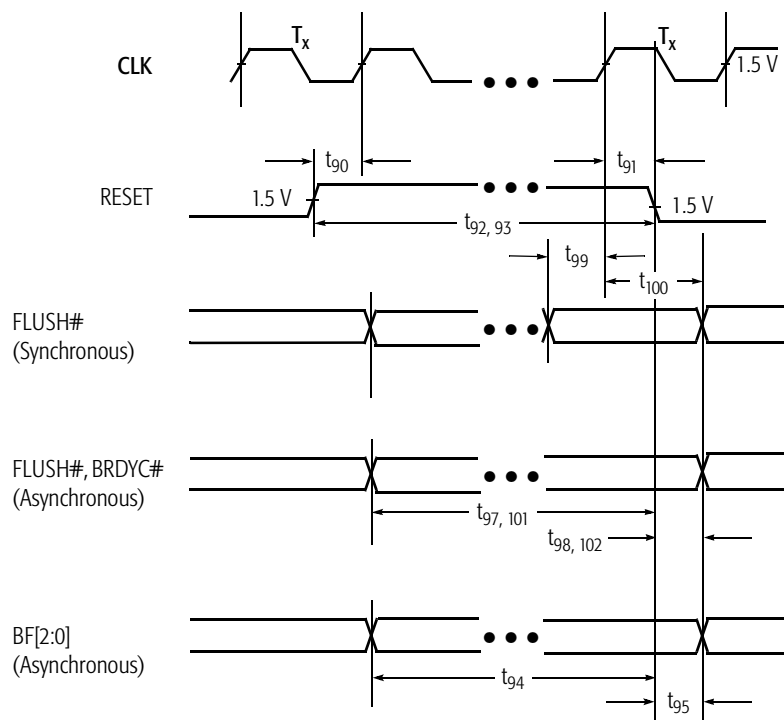 CLK
Tx
Tx
1.5 V
t90
t91
RESET
1.5 V
1.5 V
t92, 93
t99
t100
FLUSH#
(Synchronous)
FLUSH#, BRDYC#
(Asynchronous)
t97, 101
t98, 102
BF[2:0]
(Asynchronous)
t94
t95